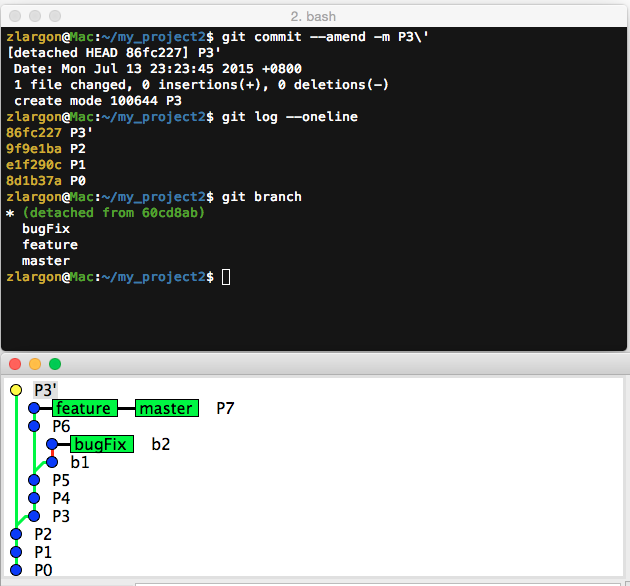 2. bash
zlargon@Mac:~/my_project2$ git commit --amend -m P3\'
[detached HEAD 86fc227] P3'
 Date: Mon Jul 13 23:23:45 2015 +0800
 1 file changed, 0 insertions(+), 0 deletions(-)
 create mode 100644 P3
zlargon@Mac:~/my_project2$ git log --oneline
86fc227 P3'
9f9e1ba P2
e1f290c P1
8d1b37a P0
zlargon@Mac:~/my_project2$ git branch
* (detached from 60cd8ab)
  bugFix
  feature
  master
zlargon@Mac:~/my_project2$
P3'
feature master P7
P6
bugFix b2
b1
P5
P4
P3
P2
P1
P0